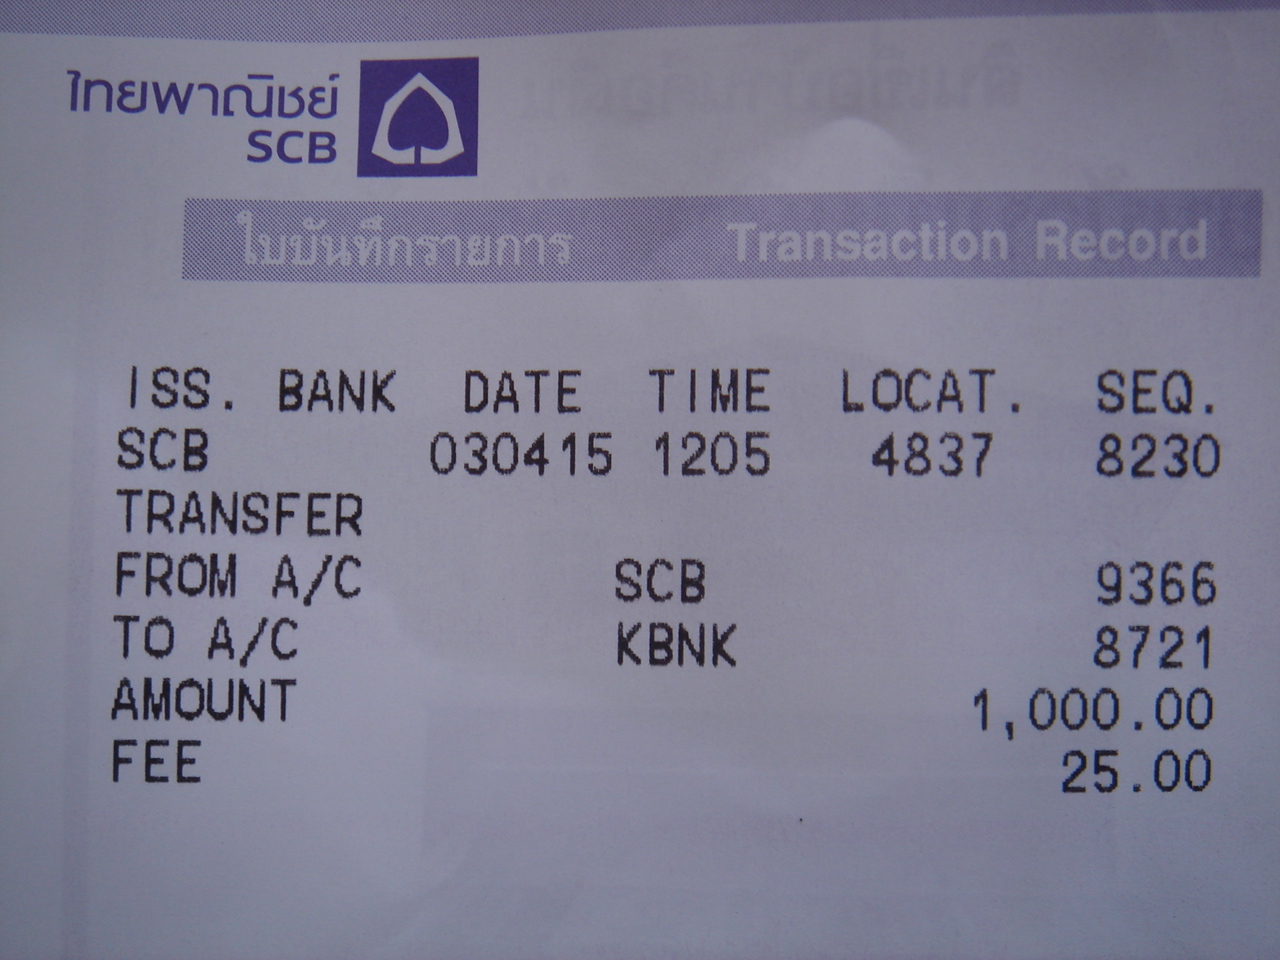 ไทยพาณิชย์
SCB
ใบบันทึกรายการ Transaction Record
ISS. BANK DATE TIME LOCAT. SEQ.
SCB 030415 1205 4837 8230
TRANSFER
FROM A/C SCB 9366
TO A/C KBNK 8721
AMOUNT 1,000.00
FEE 25.00